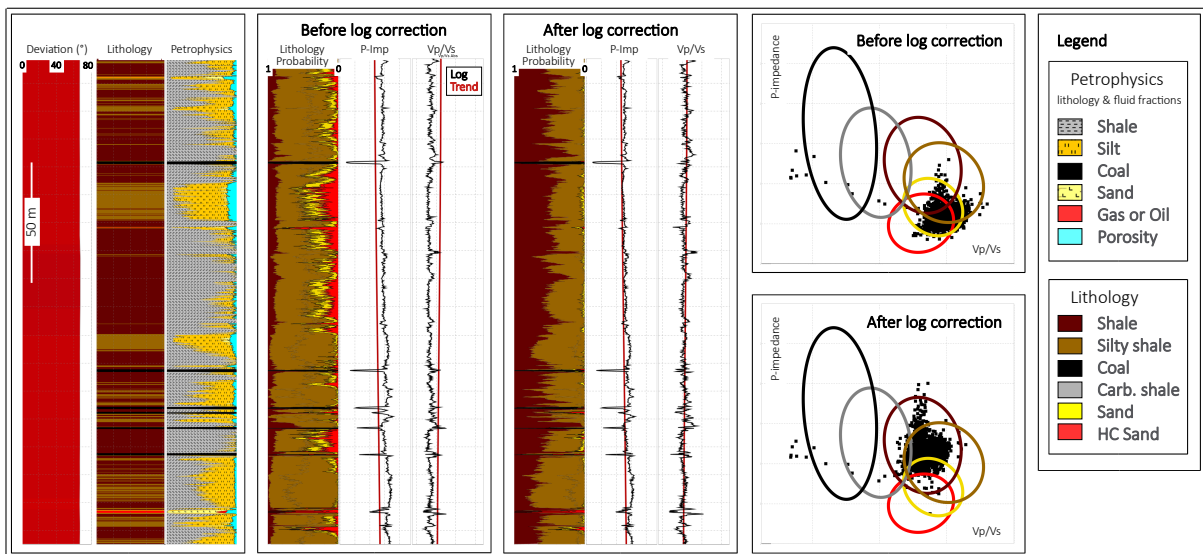 Deviation (°)
Lithology
Petrophysics
0
40
80
50 m
Before log correction
Lithology
Probability
1
0
P-Imp
Vp/Vs
Log
Trend
After log correction
Lithology
Probability
1
0
P-Imp
Vp/Vs
Before log correction
P-impedance
Vp/Vs
After log correction
P-impedance
Vp/Vs
Legend
Petrophysics
lithology & fluid fractions
Shale
Silt
Coal
Sand
Gas or Oil
Porosity
Lithology
Shale
Silty shale
Coal
Carb. shale
Sand
HC Sand